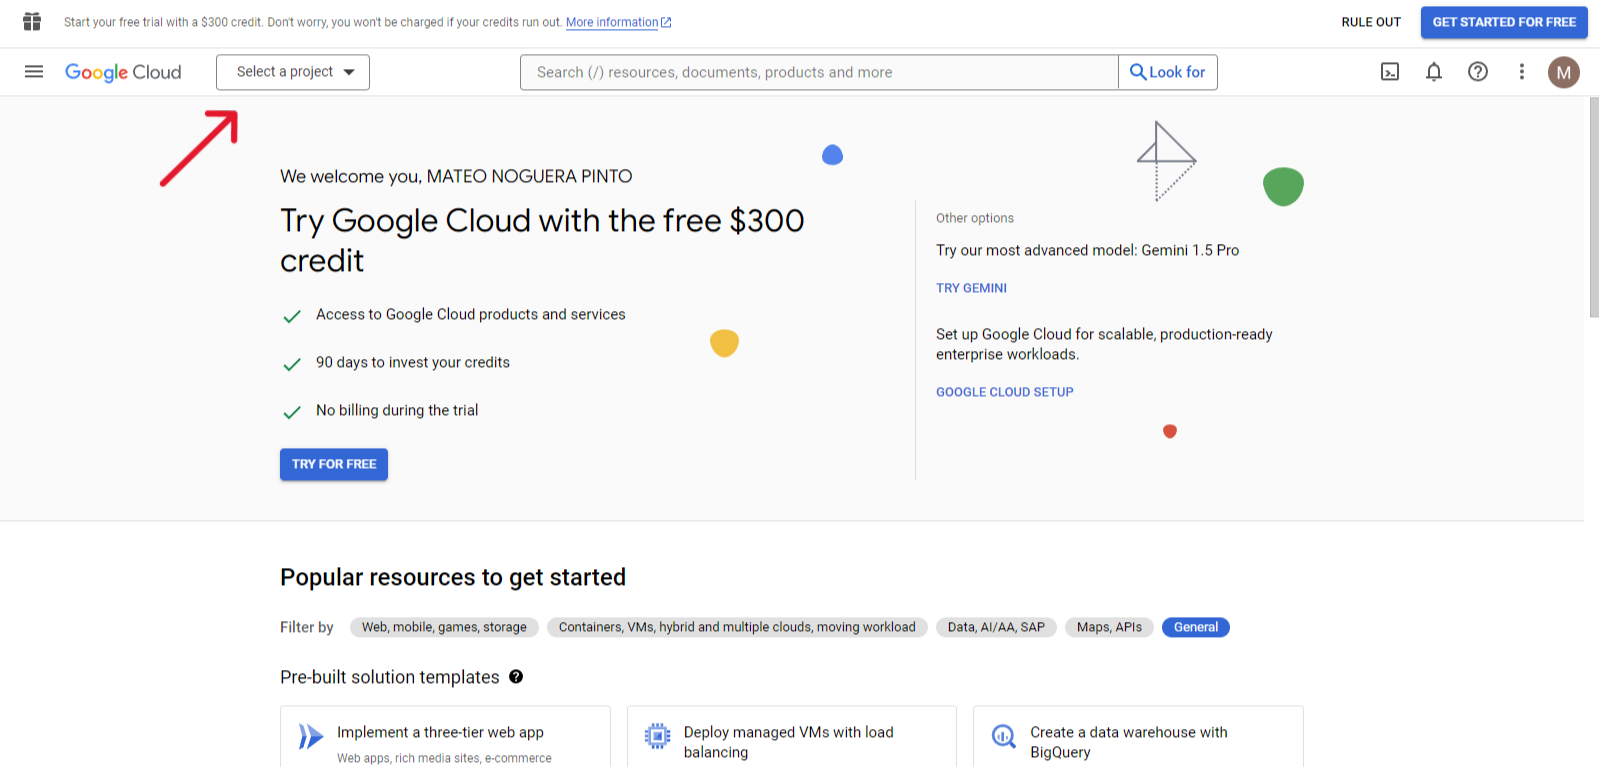 Start your free trial with a $300 credit. Don't worry, you won't be charged if your credits run out. More information
RULE OUT
GET STARTED FOR FREE
Google Cloud
Select a project
Search (/) resources, documents, products and more
Look for
M
We welcome you, MATEO NOGUERA PINTO
Try Google Cloud with the free $300
credit
Access to Google Cloud products and services
90 days to invest your credits
No billing during the trial
TRY FOR FREE
Other options
Try our most advanced model: Gemini 1.5 Pro
TRY GEMINI
Set up Google Cloud for scalable, production-ready
enterprise workloads.
GOOGLE CLOUD SETUP
Popular resources to get started
Filter by
Web, mobile, games, storage
Containers, VMs, hybrid and multiple clouds, moving workload
Data, AI/AA, SAP
Maps, APIs
General
Pre-built solution templates
Implement a three-tier web app
Web apps, rich media sites, e-commerce
Deploy managed VMs with load
balancing
Create a data warehouse with
BigQuery